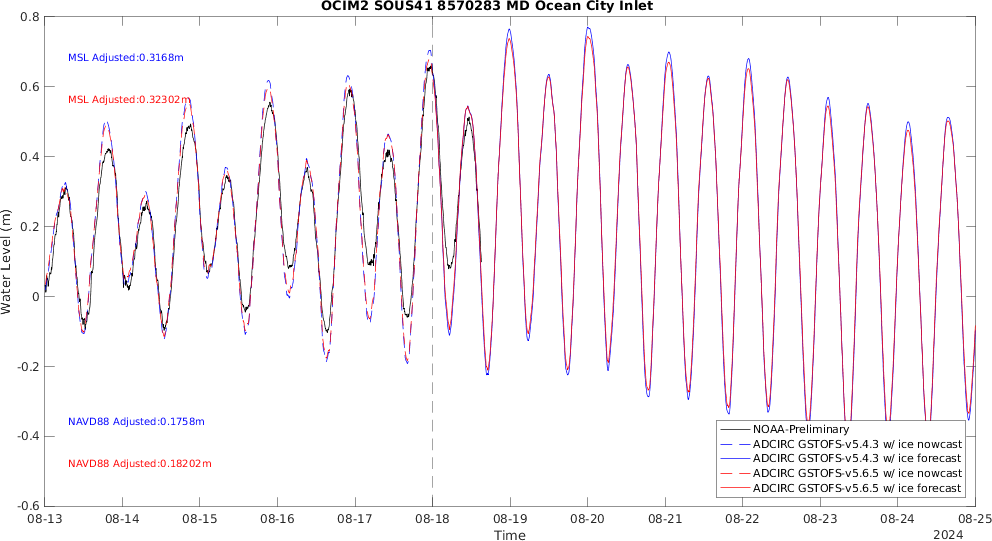 OCIM2 SOUS41 8570283 MD Ocean City Inlet
0.8
0.6
0.4
0.2
0
-0.2
-0.4
-0.6
Water Level (m)
MSL Adjusted:0.3168m
MSL Adjusted:0.32302m
NAVD88 Adjusted:0.1758m
NAVD88 Adjusted:0.18202m
NOAA-Preliminary
ADCIRC GSTOFS-v5.4.3 w/ ice nowcast
ADCIRC GSTOFS-v5.4.3 w/ ice forecast
ADCIRC GSTOFS-v5.6.5 w/ ice nowcast
ADCIRC GSTOFS-v5.6.5 w/ ice forecast
08-13 08-14 08-15 08-16 08-17 08-18 08-19 08-20 08-21 08-22 08-23 08-24 08-25
Time
2024